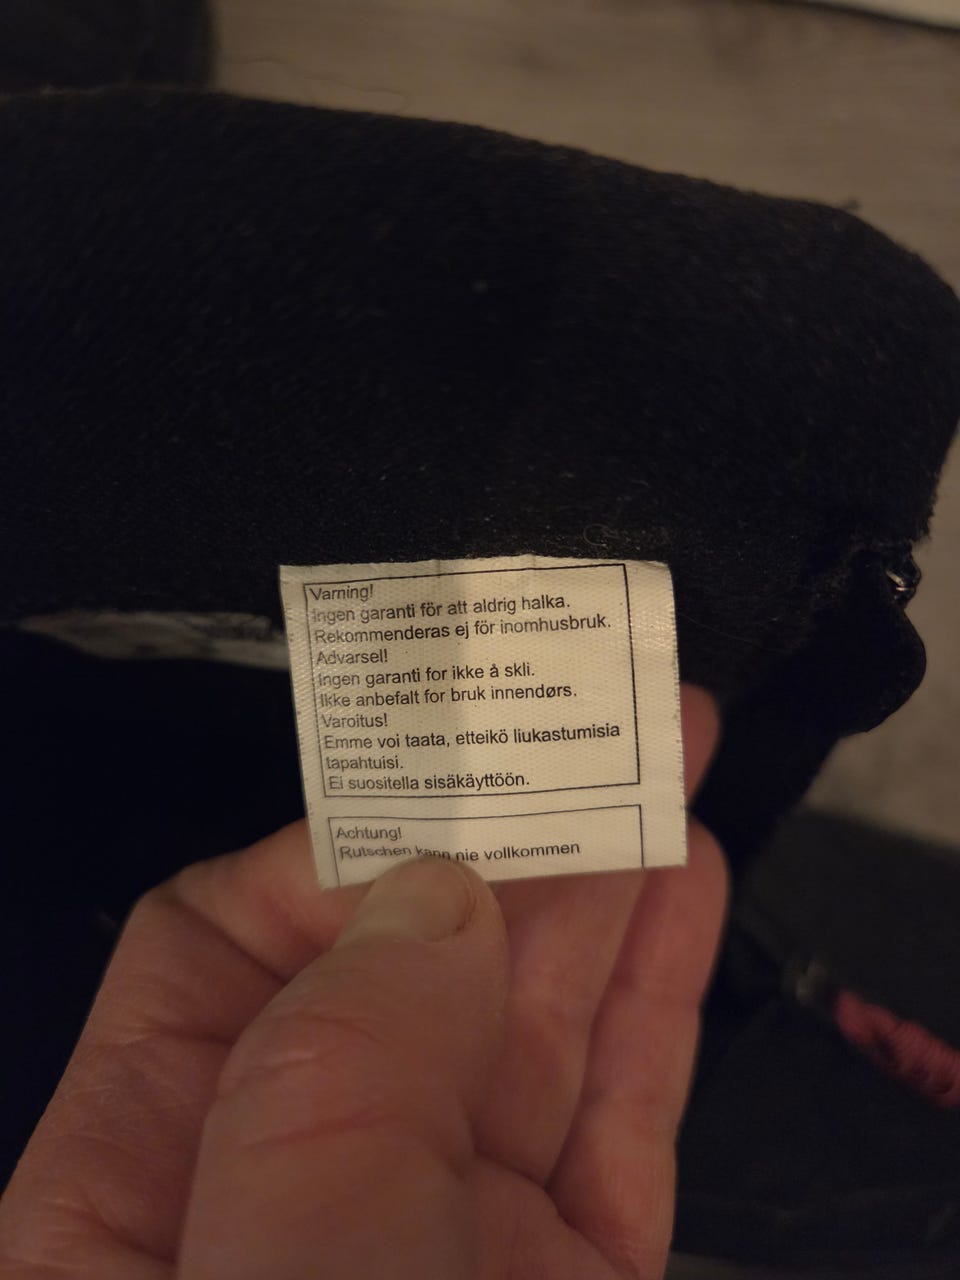 Varning!
Ingen garanti för att aldrig halka.
Rekommenderas ej för inomhusbruk.
Advarsel!
Ingen garanti for ikke å skli.
Ikke anbefalt for bruk innendørs.
Varoitus!
Emme voi taata, etteikö liukastumisia
tapahtuisi.
Ei suositella sisäkäyttöön.
Achtung!
Rutschen kann nie vollkommen